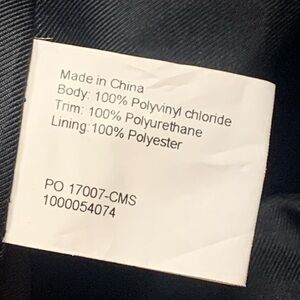 Made in China
Body: 100% Polyvinyl chloride
Trim: 100% Polyurethane
Lining:100% Polyester
PO 17007-CMS
1000054074